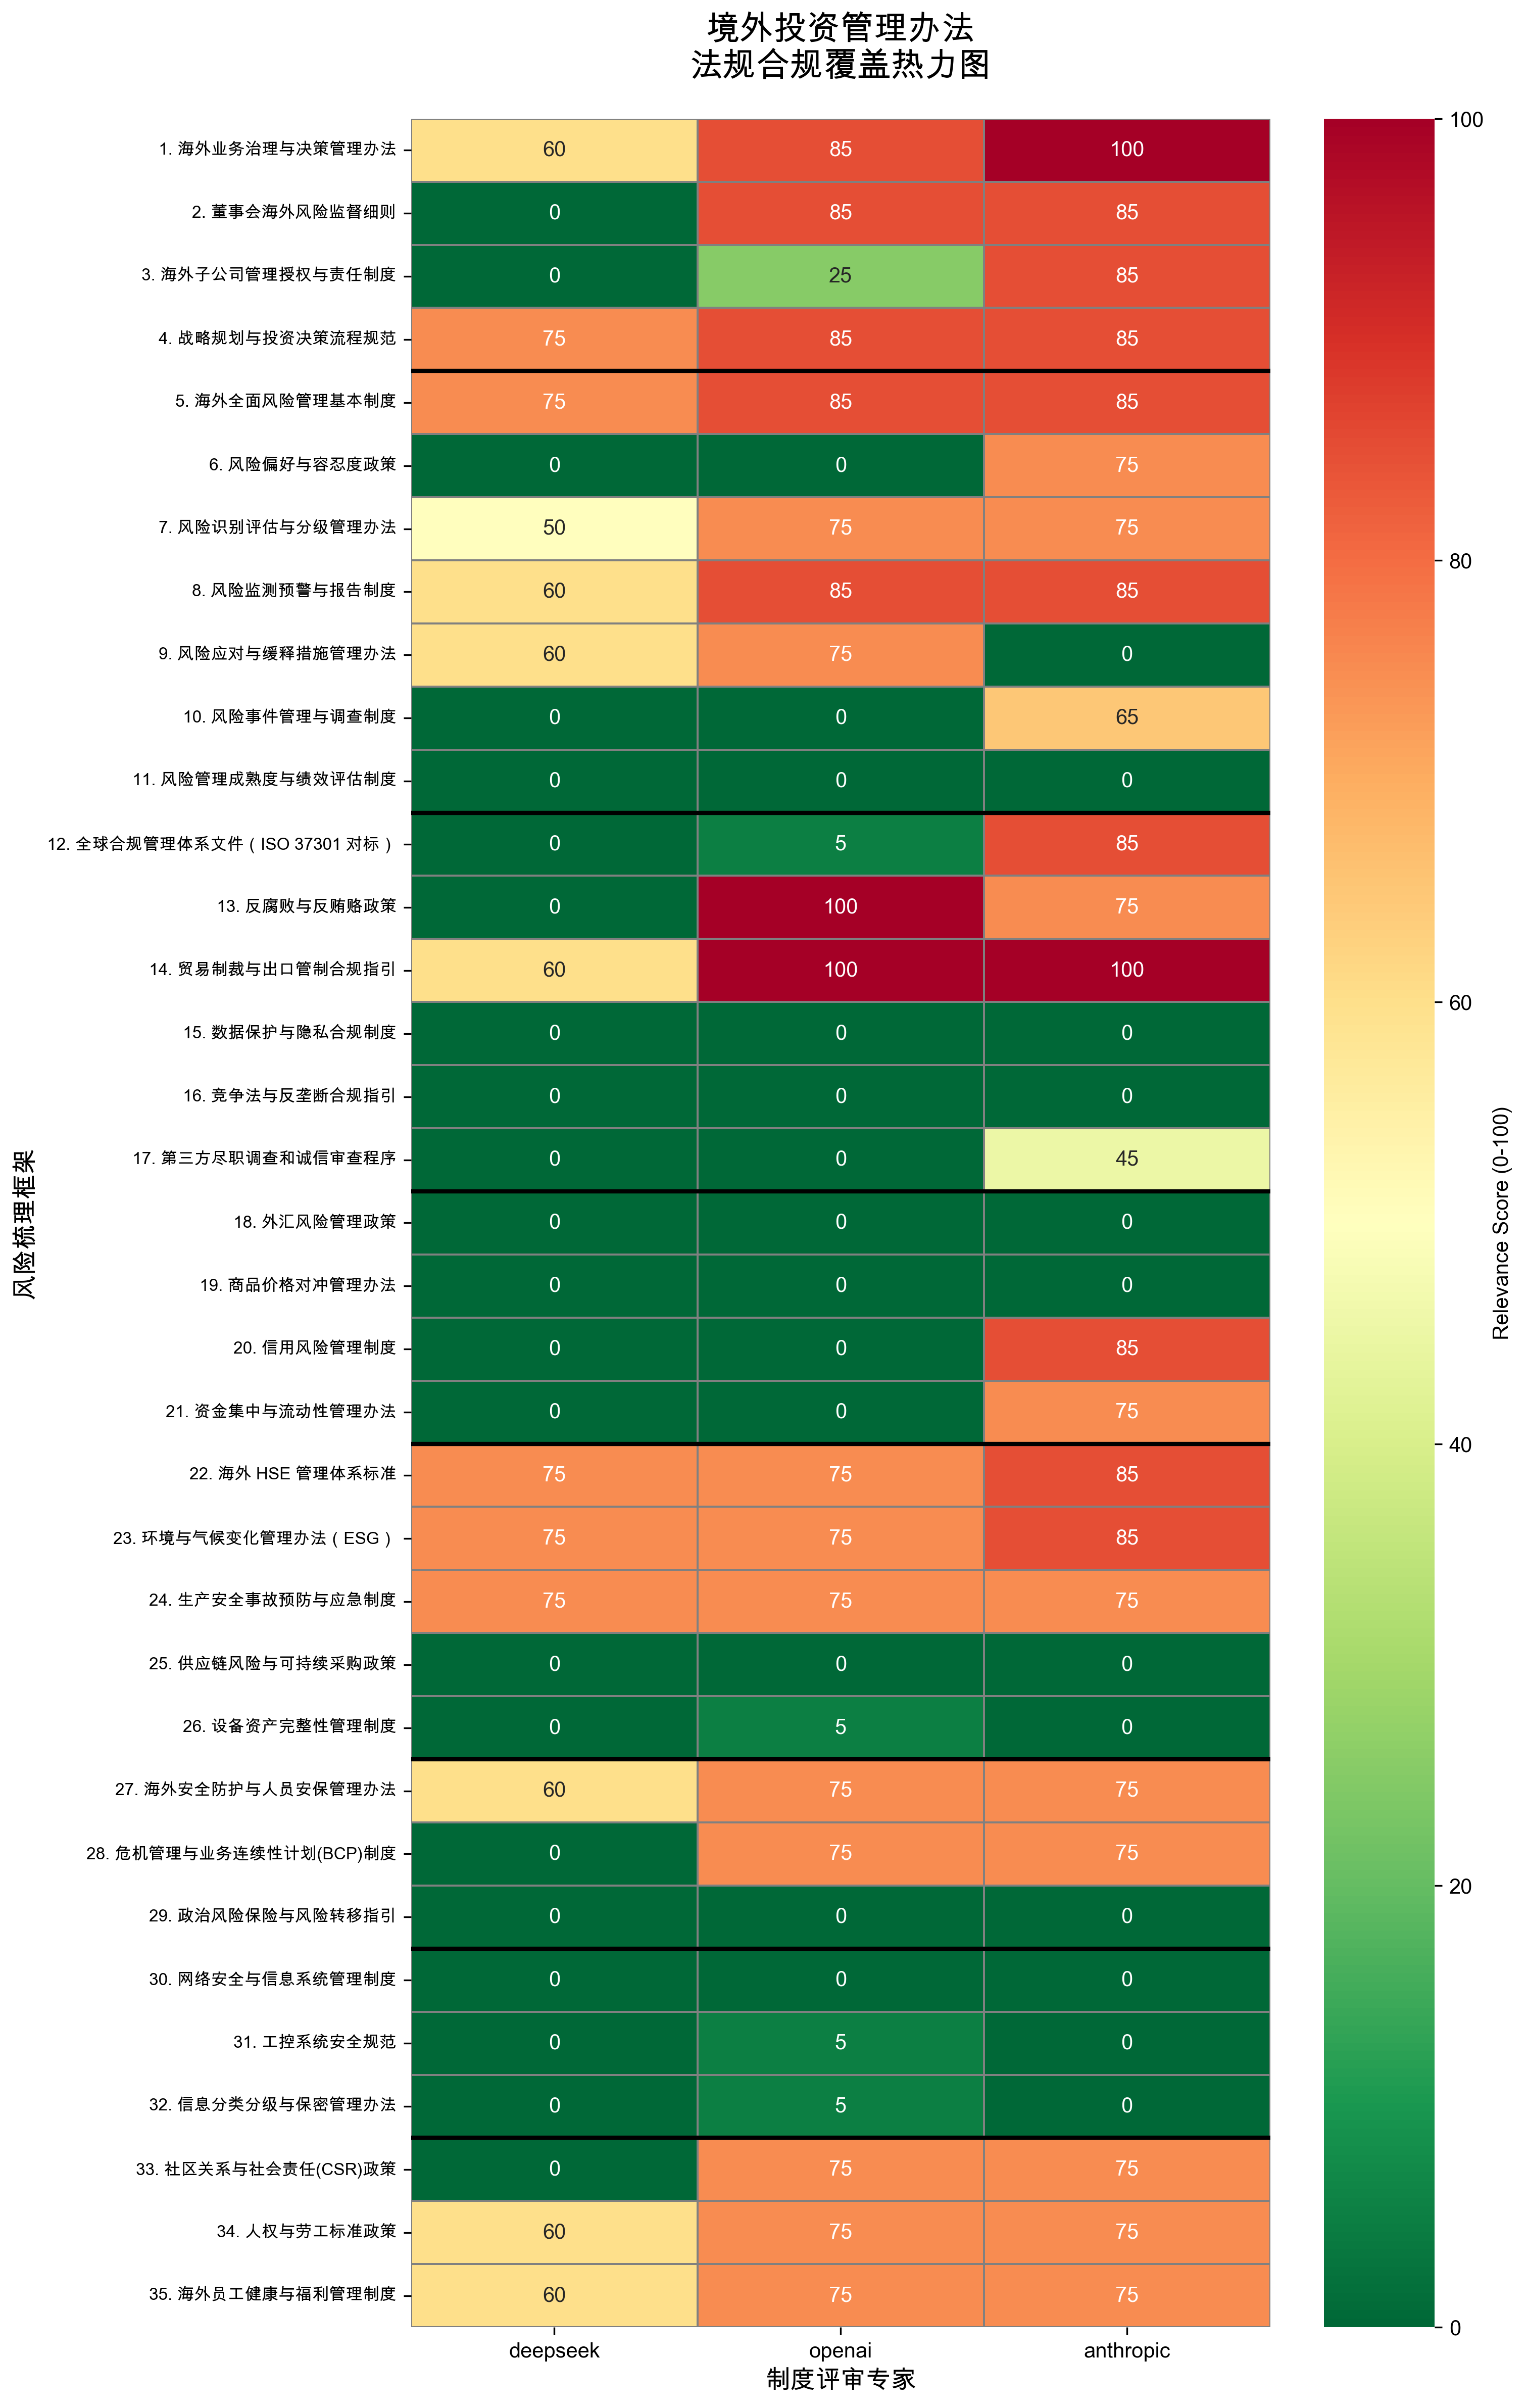 境外投资管理办法
法规合规覆盖热力图
风险梳理框架
1. 海外业务治理与决策管理办法 60 85 100
2. 董事会海外风险监督细则 0 85 85
3. 海外子公司管理授权与责任制度 0 25 85
4. 战略规划与投资决策流程规范 75 85 85
5. 海外全面风险管理基本制度 75 85 85
6. 风险偏好与容忍度政策 0 0 75
7. 风险识别评估与分级管理办法 50 75 75
8. 风险监测预警与报告制度 60 85 85
9. 风险应对与缓释措施管理办法 60 75 0
10. 风险事件管理与调查制度 0 0 65
11. 风险管理成熟度与绩效评估制度 0 0 0
12. 全球合规管理体系文件（ISO 37301 对标） 0 5 85
13. 反腐败与反贿赂政策 0 100 75
14. 贸易制裁与出口管制合规指引 60 100 100
15. 数据保护与隐私合规制度 0 0 0
16. 竞争法与反垄断合规指引 0 0 0
17. 第三方尽职调查和诚信审查程序 0 0 45
18. 外汇风险管理政策 0 0 0
19. 商品价格对冲管理办法 0 0 0
20. 信用风险管理制度 0 0 85
21. 资金集中与流动性管理办法 0 0 75
22. 海外 HSE 管理体系标准 75 75 85
23. 环境与气候变化管理办法（ESG） 75 75 85
24. 生产安全事故预防与应急制度 75 75 75
25. 供应链风险与可持续采购政策 0 0 0
26. 设备资产完整性管理制度 0 5 0
27. 海外安全防护与人员安保管理办法 60 75 75
28. 危机管理与业务连续性计划(BCP)制度 0 75 75
29. 政治风险保险与风险转移指引 0 0 0
30. 网络安全与信息系统管理制度 0 0 0
31. 工控系统安全规范 0 5 0
32. 信息分类分级与保密管理办法 0 5 0
33. 社区关系与社会责任(CSR)政策 0 75 75
34. 人权与劳工标准政策 60 75 75
35. 海外员工健康与福利管理制度 60 75 75
deepseek openai anthropic
制度评审专家
100
80
60
40
20
0
Relevance Score (0-100)